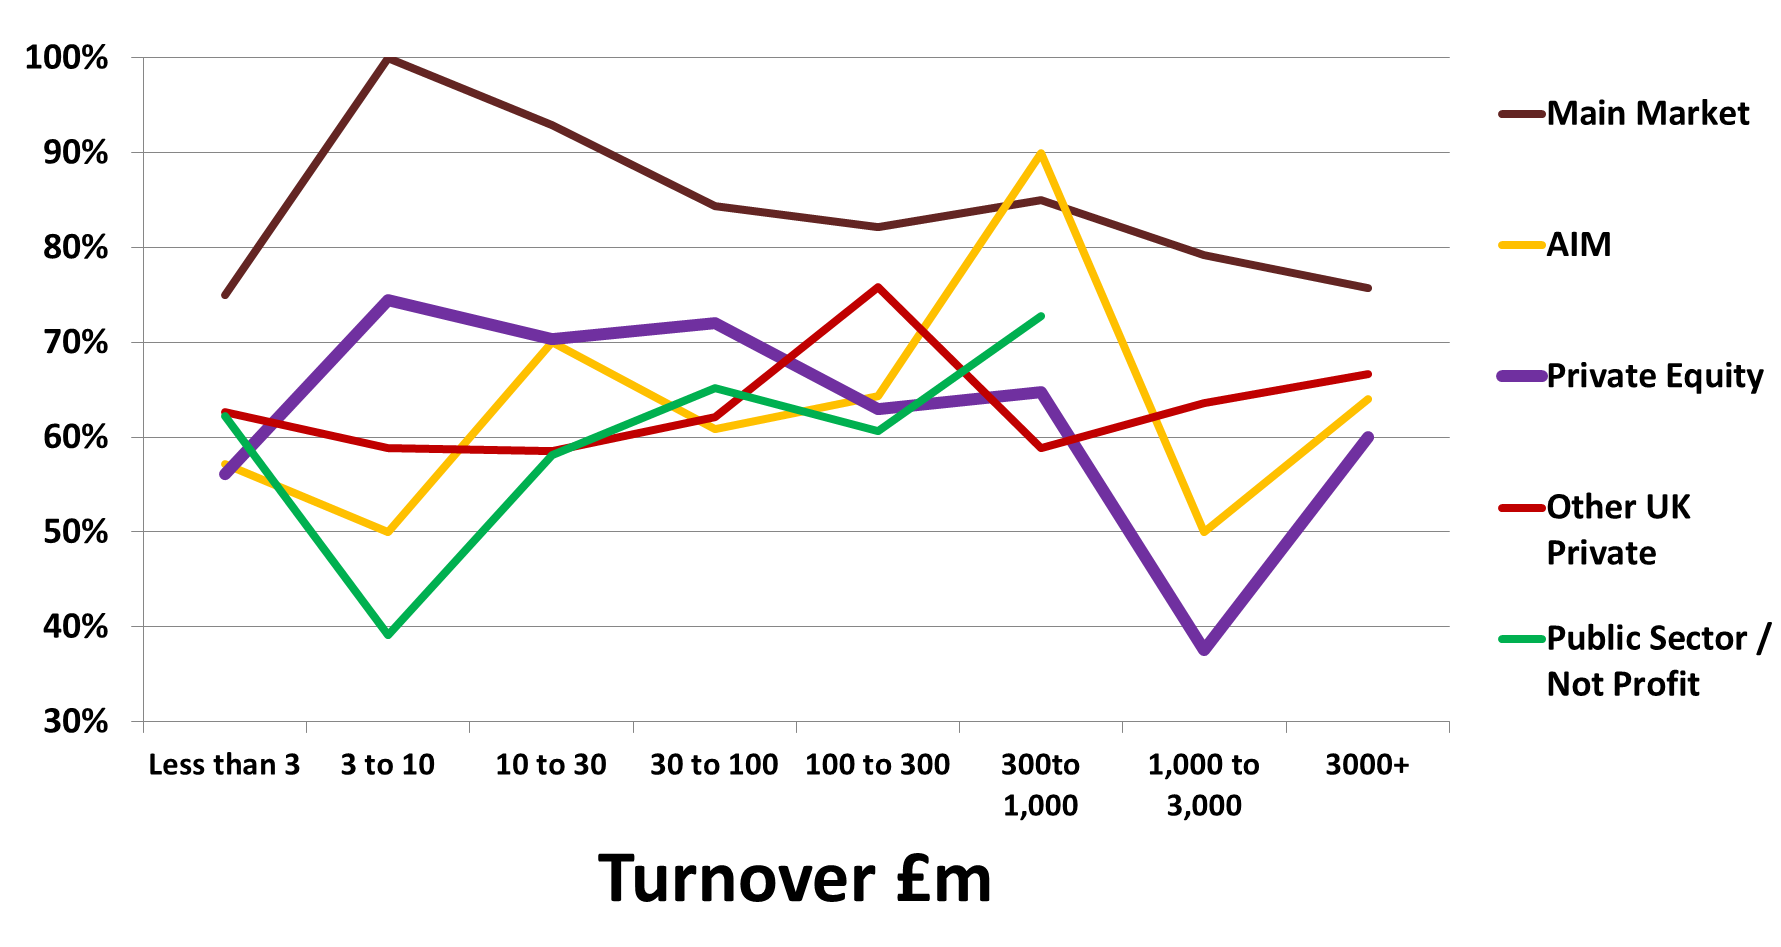 100%
90%
80%
70%
60%
50%
40%
30%
Less than 3
3 to 10
10 to 30
30 to 100
100 to 300
300to
1,000
1,000 to
3,000
3000+
Turnover £m
Main Market
AIM
Private Equity
Other UK
Private
Public Sector /
Not Profit